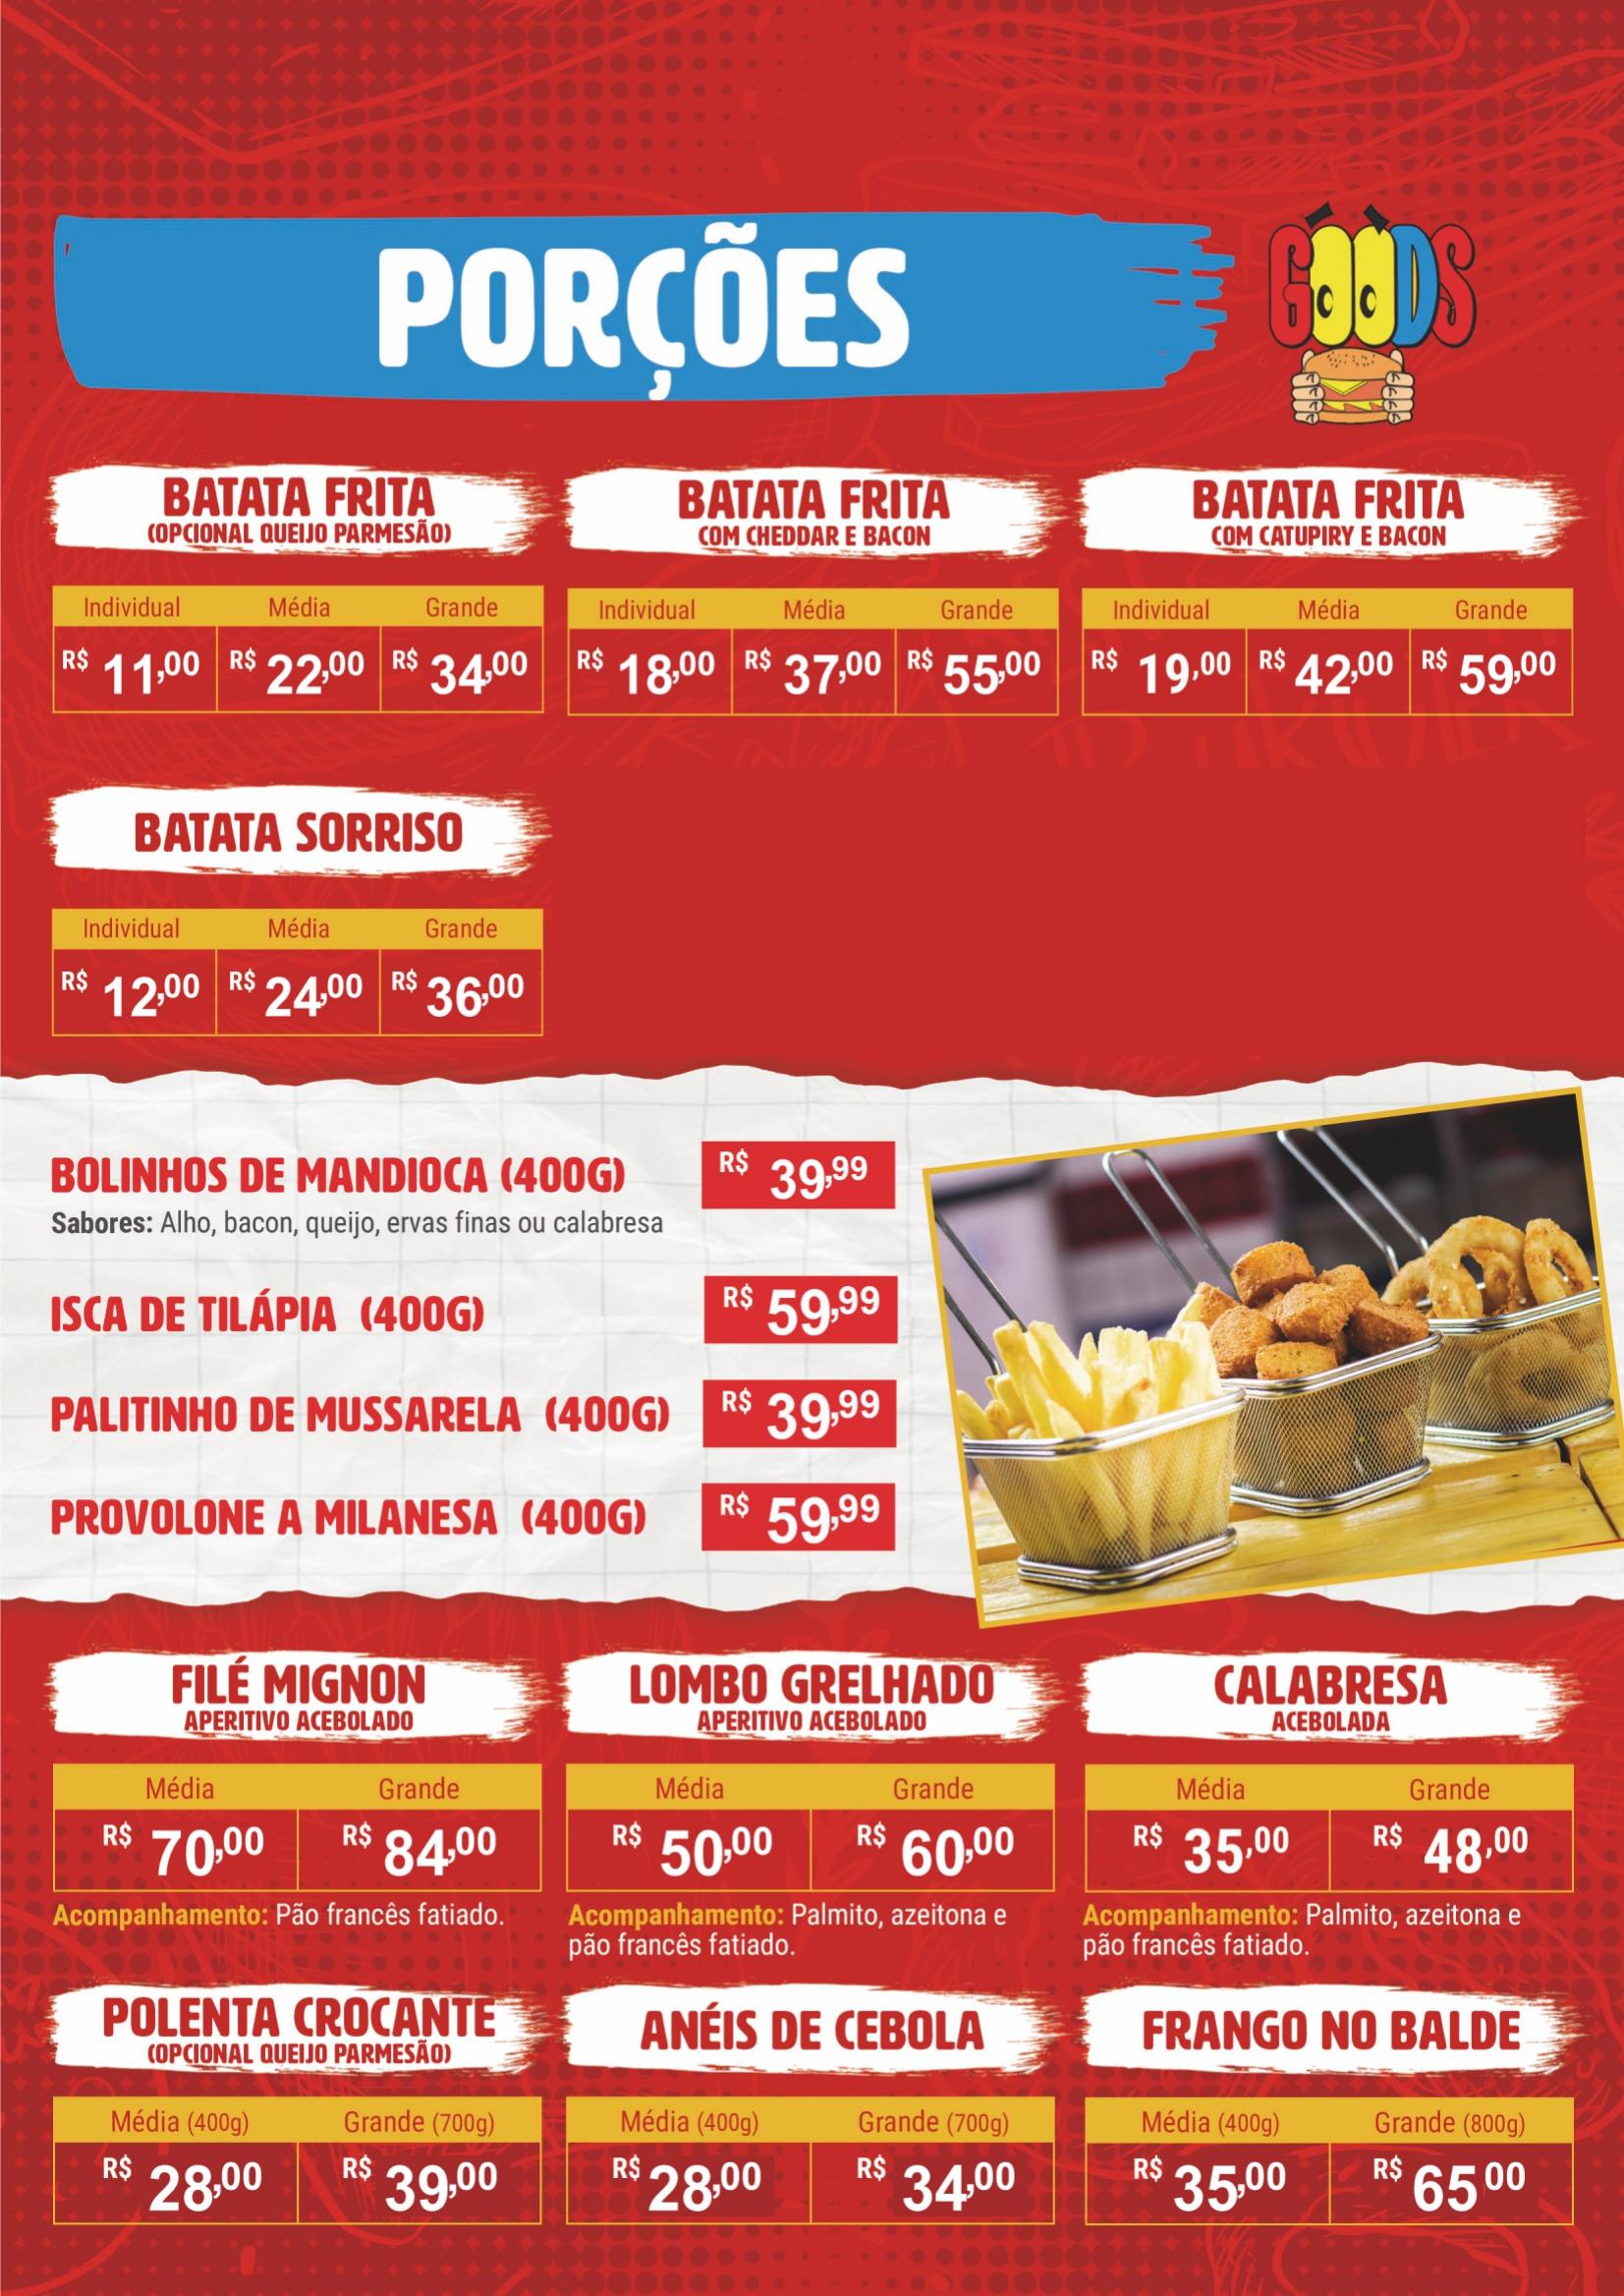 PORÇÕES
GOODS
BATATA FRITA
(OPCIONAL QUEIJO PARMESÃO)
Individual Média Grande
R$ 11,00 R$ 22,00 R$ 34,00
BATATA FRITA
COM CHEDDAR E BACON
Individual Média Grande
R$ 18,00 R$ 37,00 R$ 55,00
BATATA FRITA
COM CATUPIRY E BACON
Individual Média Grande
R$ 19,00 R$ 42,00 R$ 59,00
BATATA SORRISO
Individual Média Grande
R$ 12,00 R$ 24,00 R$ 36,00
BOLINHOS DE MANDIOCA (400G) R$ 39,99
Sabores: Alho, bacon, queijo, ervas finas ou calabresa
ISCA DE TILÁPIA (400G) R$ 59,99
PALITINHO DE MUSSARELA (400G) R$ 39,99
PROVOLONE A MILANESA (400G) R$ 59,99
FILÉ MIGNON
APERITIVO ACEBOLADO
Média Grande
R$ 70,00 R$ 84,00
Acompanhamento: Pão francês fatiado.
LOMBO GRELHADO
APERITIVO ACEBOLADO
Média Grande
R$ 50,00 R$ 60,00
Acompanhamento: Palmito, azeitona e
pão francês fatiado.
CALABRESA
ACEBOLADA
Média Grande
R$ 35,00 R$ 48,00
Acompanhamento: Palmito, azeitona e
pão francês fatiado.
POLENTA CROCANTE
(OPCIONAL QUEIJO PARMESÃO)
Média (400g) Grande (700g)
R$ 28,00 R$ 39,00
ANÉIS DE CEBOLA
Média (400g) Grande (700g)
R$ 28,00 R$ 34,00
FRANGO NO BALDE
Média (400g) Grande (800g)
R$ 35,00 R$ 65 00